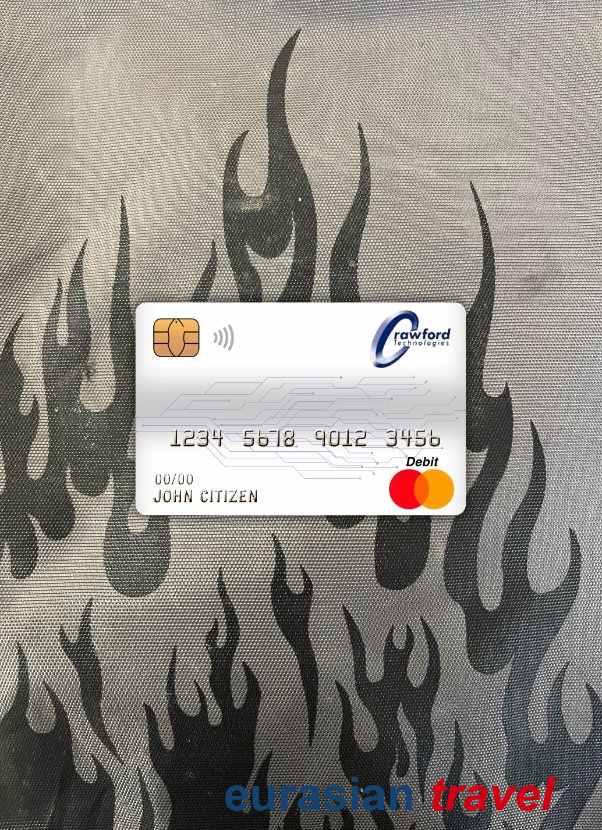 Crawford
Technologies
1234 5678 9012 3456
Debit
00/00
JOHN CITIZEN
eurasian travel